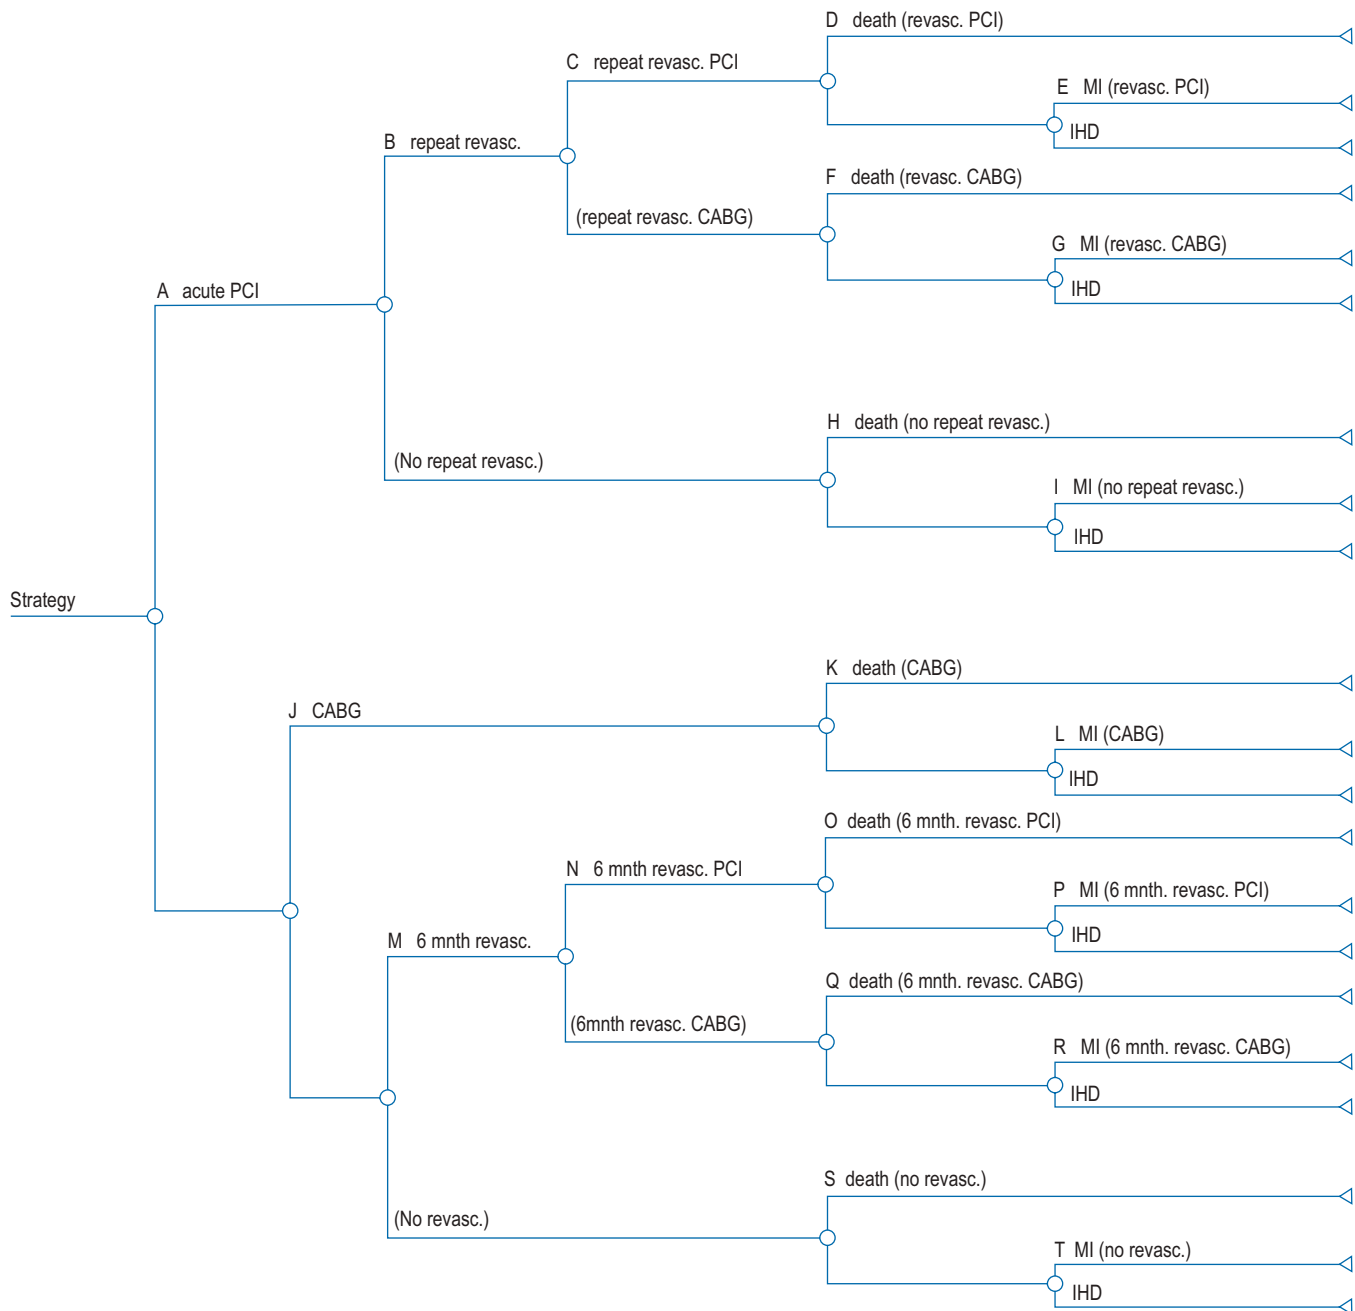 D death (revasc. PCI)
C repeat revasc. PCI
E MI (revasc. PCI)
IHD
B repeat revasc.
F death (revasc. CABG)
(repeat revasc. CABG)
G MI (revasc. CABG)
IHD
A acute PCI
H death (no repeat revasc.)
(No repeat revasc.)
I MI (no repeat revasc.)
IHD
Strategy
K death (CABG)
J CABG
L MI (CABG)
IHD
O death (6 mnth. revasc. PCI)
N 6 mnth revasc. PCI
P MI (6 mnth. revasc. PCI)
IHD
M 6 mnth revasc.
Q death (6 mnth. revasc. CABG)
(6mnth revasc. CABG)
R MI (6 mnth. revasc. CABG)
IHD
S death (no revasc.)
(No revasc.)
T MI (no revasc.)
IHD